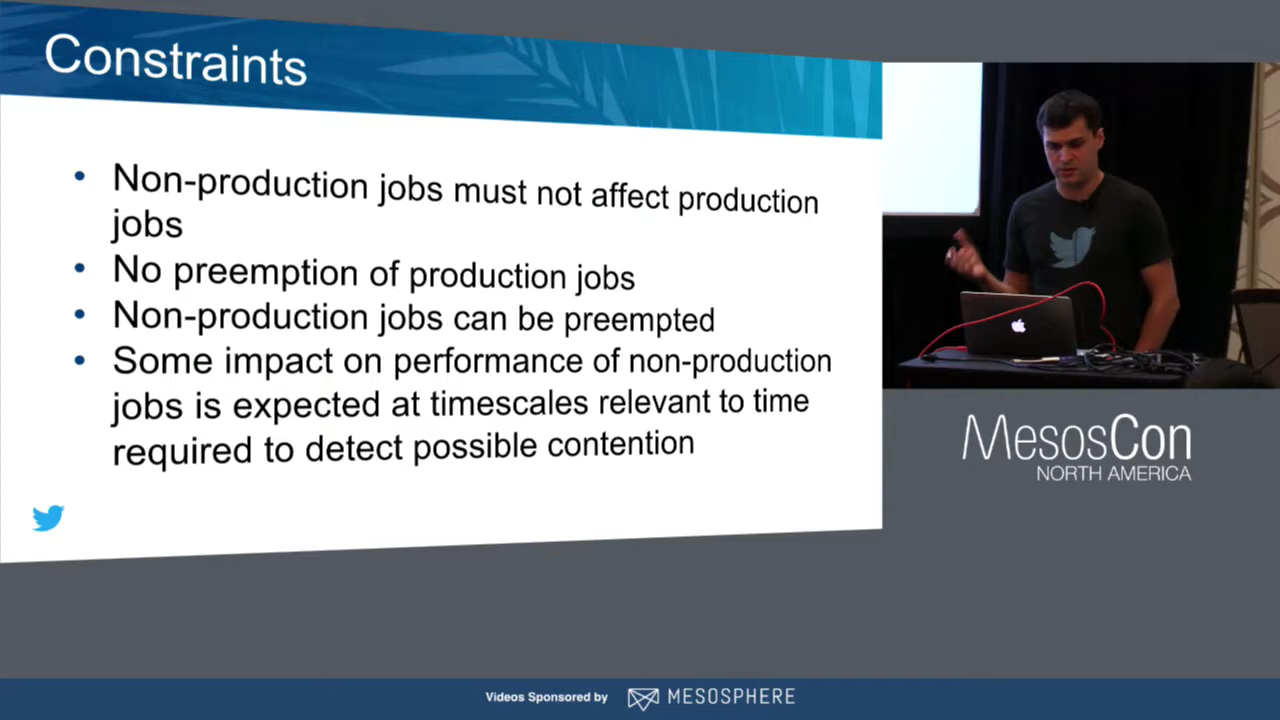 Constraints
• Non-production jobs must not affect production
jobs
• No preemption of production jobs
• Non-production jobs can be preempted
• Some impact on performance of non-production
jobs is expected at timescales relevant to time
required to detect possible contention
MesosCon
NORTH AMERICA
Videos Sponsored by MESOSPHERE